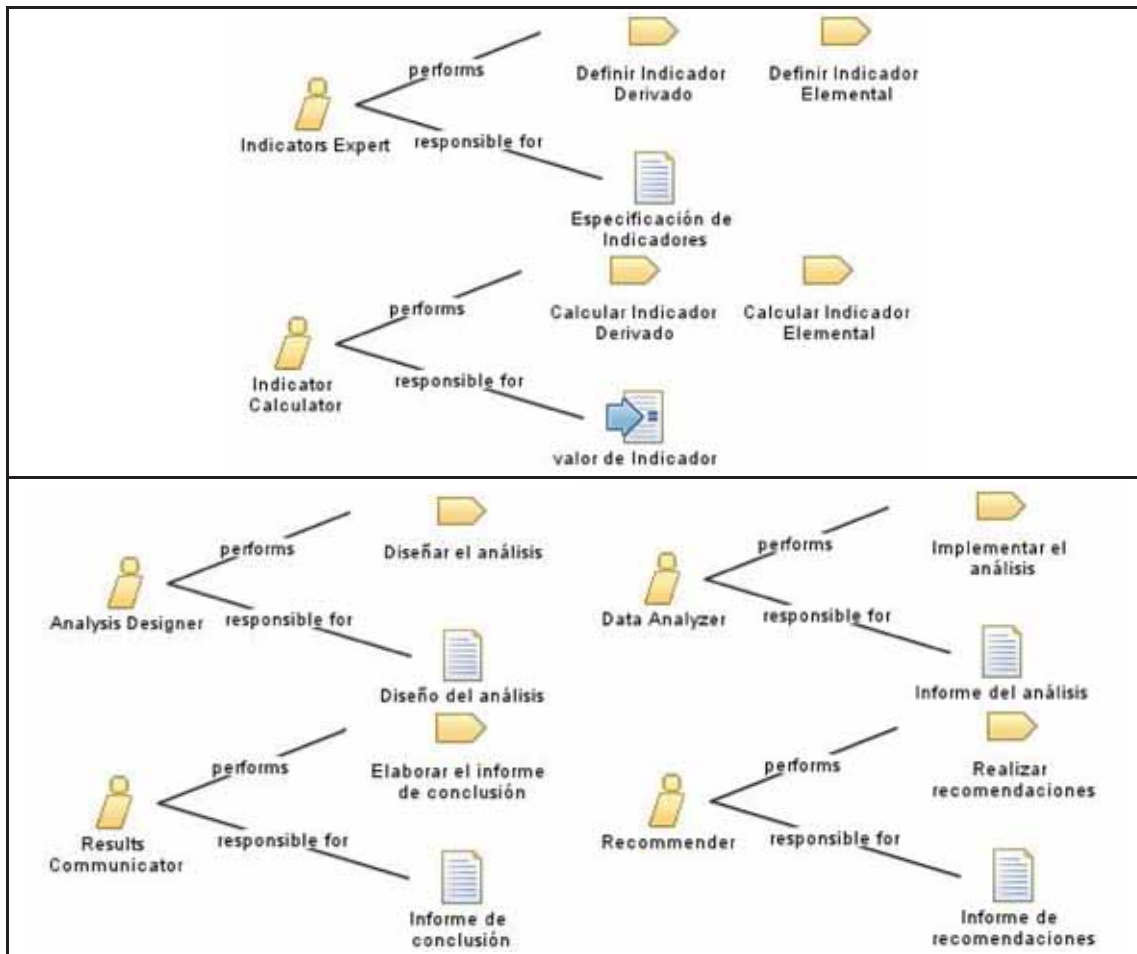 performs
Definir Indicador
Derivado
Definir Indicador
Elemental
Indicators Expert
responsible for
Especificación de
Indicadores
performs
Calcular Indicador
Derivado
Calcular Indicador
Elemental
Indicator
Calculator
responsible for
valor de Indicador
performs
Diseñar el análisis
Analysis Designer
responsible for
Diseño del análisis
performs
Implementar el
análisis
Data Analyzer
responsible for
Informe del análisis
performs
Elaborar el informe
de conclusión
Results
Communicator
responsible for
Informe de
conclusión
performs
Realizar
recomendaciones
Recommender
responsible for
Informe de
recomendaciones